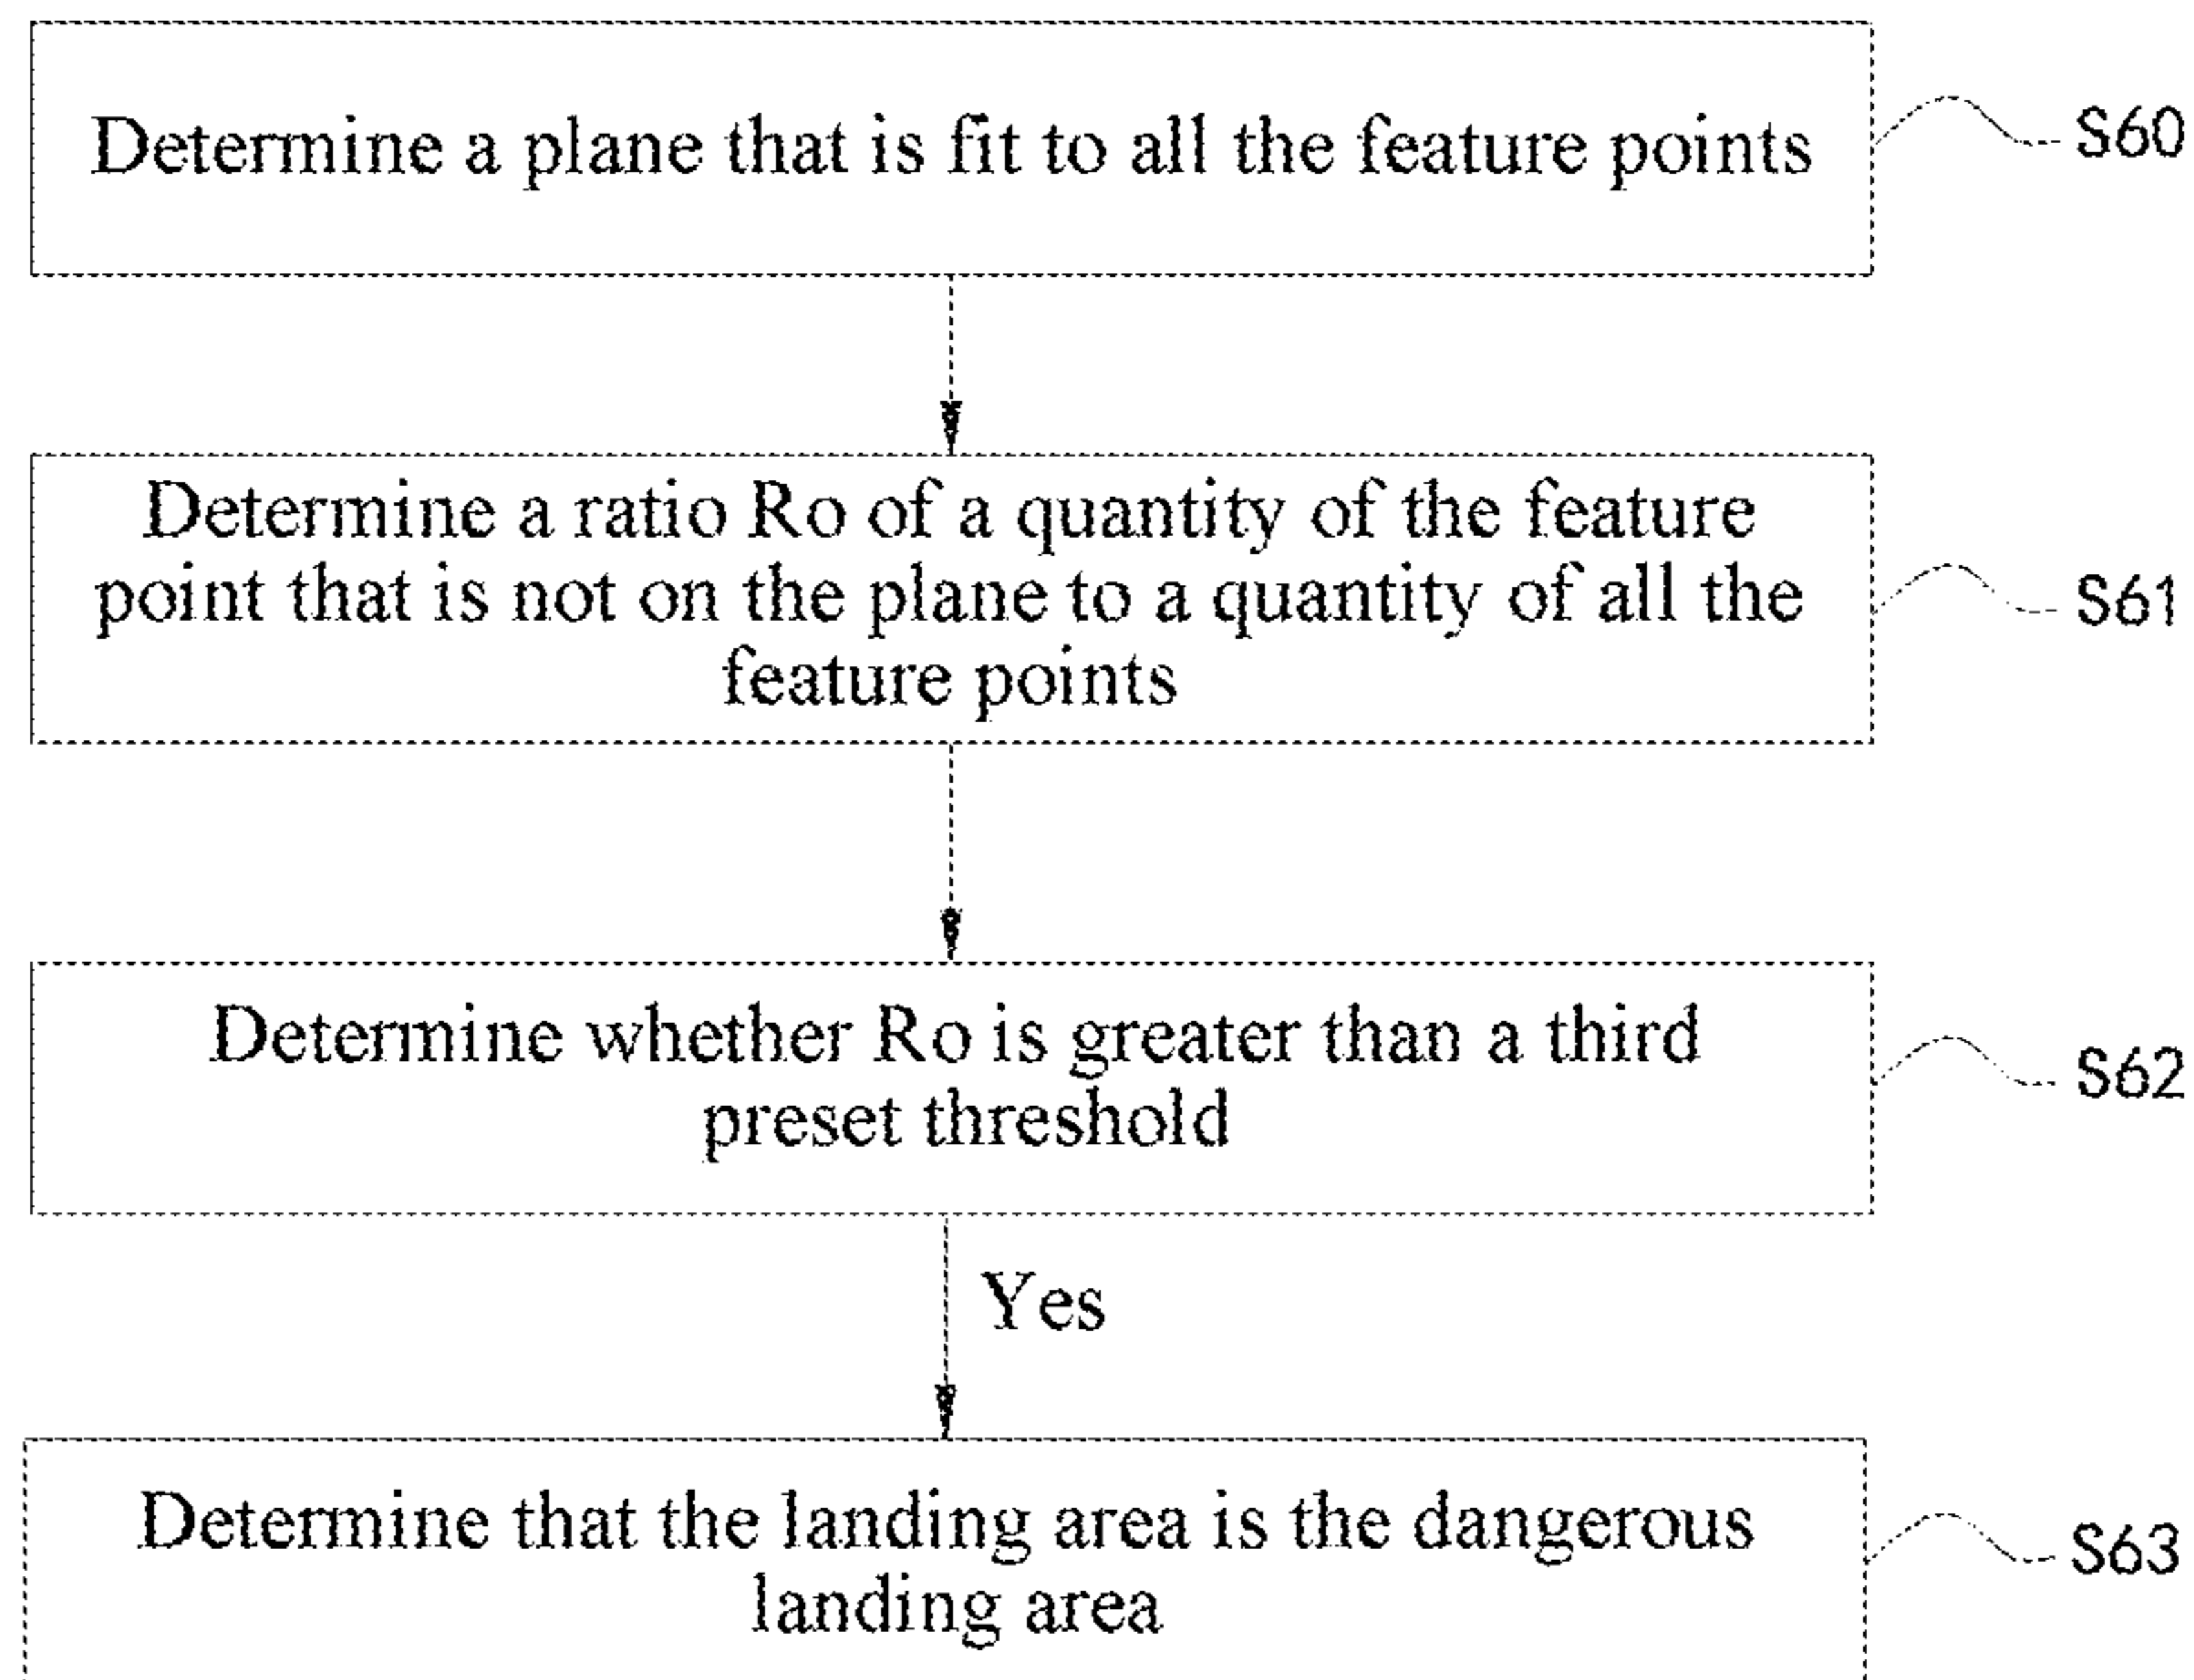 Determine a plane that is fit to all the feature points
S60
Determine a ratio Ro of a quantity of the feature
point that is not on the plane to a quantity of all the
feature points
S61
Determine whether Ro is greater than a third
preset threshold
S62
Yes
Determine that the landing area is the dangerous
landing area
S63